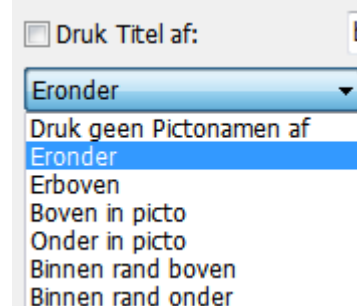 Druk Titel af:
Eronder
Druk geen Pictonamen af
Eronder
Erboven
Boven in picto
Onder in picto
Binnen rand boven
Binnen rand onder